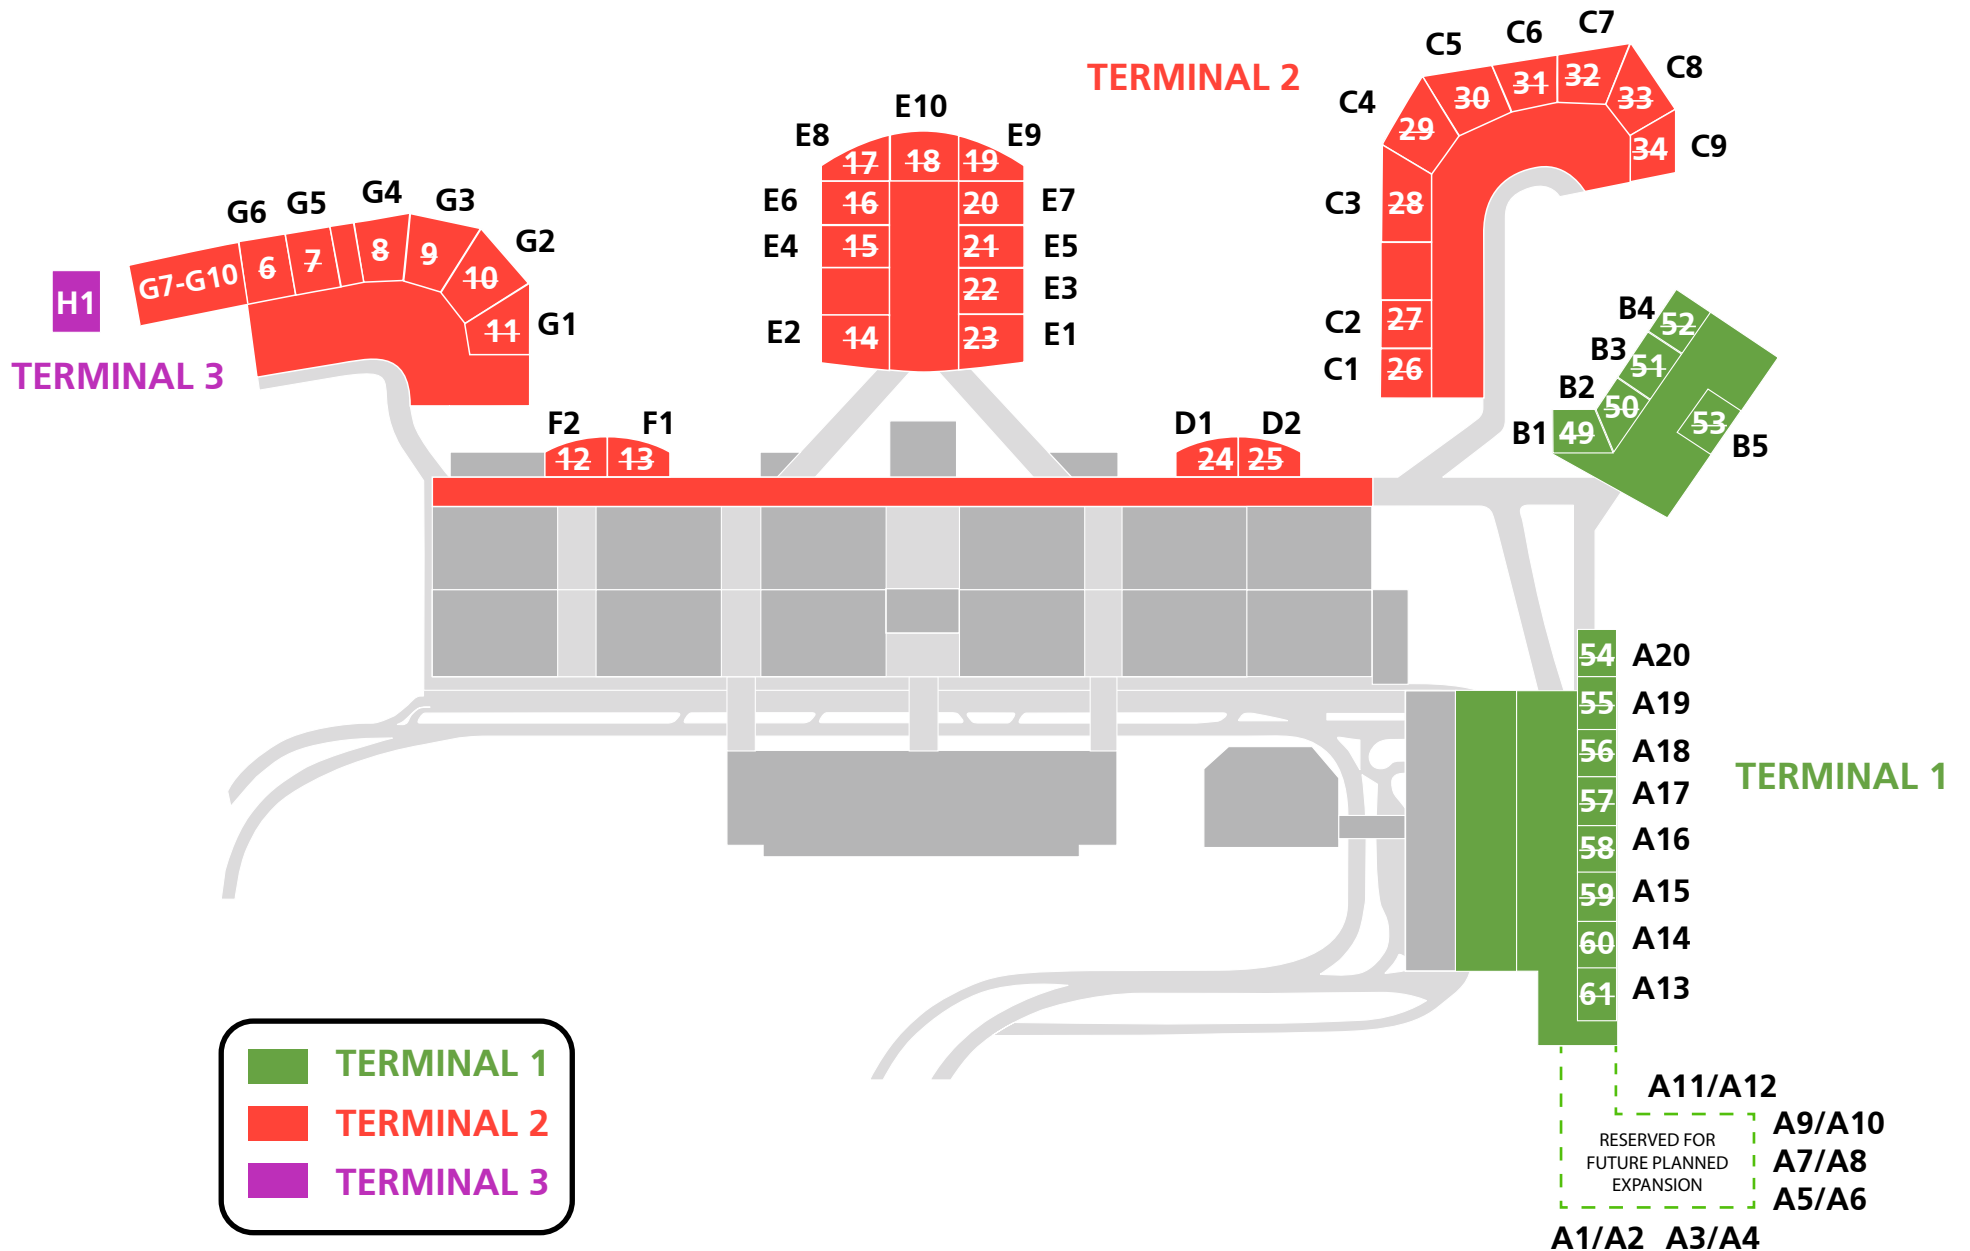 TERMINAL 2
C4
C5
C6
C7
C8
C9
29
30
31
32
33
34
C3
28
C2
27
C1
26
E8
E10
E9
17
18
19
E6
16
20
E7
E4
15
21
E5
22
E3
E2
14
23
E1
G6
G5
G4
G3
G2
G1
G7-G10
6
7
8
9
10
11
H1
TERMINAL 3
F2
F1
12
13
D1
D2
24
25
B4
52
B3
51
B2
50
B1
49
53
B5
54
A20
55
A19
56
A18
57
A17
58
A16
59
A15
60
A14
61
A13
TERMINAL 1
A11/A12
A9/A10
A7/A8
A5/A6
A1/A2
A3/A4
RESERVED FOR
FUTURE PLANNED
EXPANSION
TERMINAL 1
TERMINAL 2
TERMINAL 3